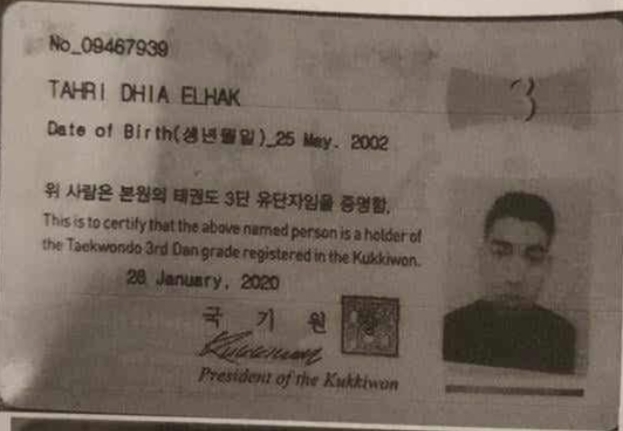 No_09467939
TAHRI DHIA ELHAK
Date of Birth(생년월일)_25 May. 2002
위 사람은 본원의 태권도 3단 유단자임을 증명함.
This is to certify that the above named person is a holder of
the Taekwondo 3rd Dan grade registered in the Kukkiwon.
28 January, 2020
국 기 원
Kukkiwon
President of the Kukkiwon